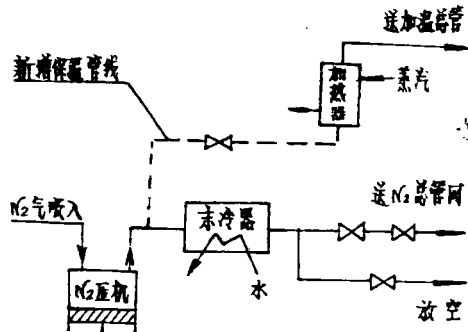 送加温总管
新增保温管线
加热器
蒸汽
送N₂总管网
N₂气吸入
末冷器
N₂压机
水
放空